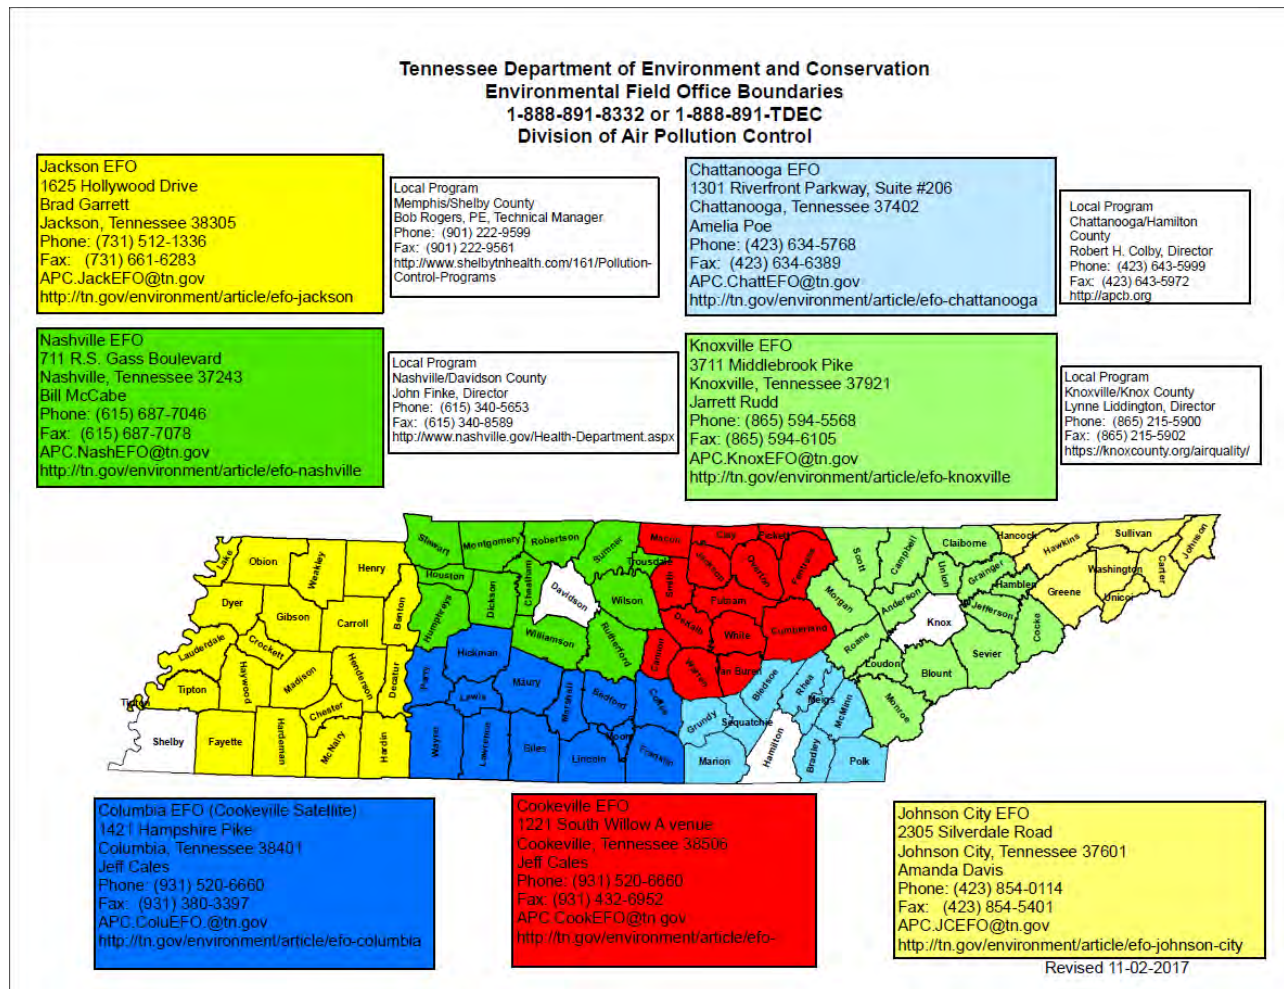 Tennessee Department of Environment and Conservation
Environmental Field Office Boundaries
1-888-891-8332 or 1-888-891-TDEC
Division of Air Pollution Control
Jackson EFO
1625 Hollywood Drive
Brad Garrett
Jackson, Tennessee 38305
Phone: (731) 512-1336
Fax: (731) 661-6283
APC.JackEFO@tn.gov
http://tn.gov/environment/article/efo-jackson
Local Program
Memphis/Shelby County
Bob Rogers, PE, Technical Manager
Phone: (901) 222-9599
Fax: (901) 222-9561
http://www.shelbytnhealth.com/161/Pollution-
Control-Programs
Chattanooga EFO
1301 Riverfront Parkway, Suite #206
Chattanooga, Tennessee 37402
Amelia Poe
Phone: (423) 634-5768
Fax: (423) 634-6389
APC.ChattEFO@tn.gov
http://tn.gov/environment/article/efo-chattanooga
Local Program
Chattanooga/Hamilton
County
Robert H. Colby, Director
Phone: (423) 643-5999
Fax: (423) 643-5972
http://apcb.org
Nashville EFO
711 R.S. Gass Boulevard
Nashville, Tennessee 37243
Bill McCabe
Phone: (615) 687-7046
Fax: (615) 687-7078
APC.NashEFO@tn.gov
http://tn.gov/environment/article/efo-nashville
Local Program
Nashville/Davidson County
John Finke, Director
Phone: (615) 340-5653
Fax: (615) 340-8589
http://www.nashville.gov/Health-Department.aspx
Knoxville EFO
3711 Middlebrook Pike
Knoxville, Tennessee 37921
Jarrett Rudd
Phone: (865) 594-5568
Fax: (865) 594-6105
APC.KnoxEFO@tn.gov
http://tn.gov/environment/article/efo-knoxville
Local Program
Knoxville/Knox County
Lynne Liddington, Director
Phone: (865) 215-5900
Fax: (865) 215-5902
https://knoxcounty.org/airquality/
Lake
Obion
Weakley
Henry
Dyer
Gibson
Carroll
Benton
Lauderdale
Crockett
Haywood
Madison
Henderson
Decatur
Tipton
Tipton
Chester
Shelby
Fayette
Hardeman
McNairy
Hardin
Stewart
Montgomery
Robertson
Sumner
Trousdale
Houston
Dickson
Cheatham
Davidson
Wilson
Humphreys
Williamson
Rutherford
Hickman
Perry
Lewis
Maury
Marshall
Bedford
Coffee
Wayne
Lawrence
Giles
Lincoln
Moore
Franklin
Macon
Clay
Pickett
Smith
Jackson
Overton
Fentress
Putnam
DeKalb
White
Cumberland
Cannon
Warren
Van Buren
Grundy
Sequatchie
Bledsoe
Rhea
Meigs
McMinn
Marion
Hamilton
Bradley
Polk
Scott
Campbell
Claiborne
Union
Grainger
Hamblen
Morgan
Anderson
Knox
Jefferson
Cocke
Roane
Loudon
Blount
Sevier
Monroe
Hancock
Hawkins
Sullivan
Johnson
Washington
Carter
Greene
Unicoi
Columbia EFO (Cookeville Satellite)
1421 Hampshire Pike
Columbia, Tennessee 38401
Jeff Cales
Phone: (931) 520-6660
Fax: (931) 380-3397
APC.ColuEFO.@tn.gov
http://tn.gov/environment/article/efo-columbia
Cookeville EFO
1221 South Willow A venue
Cookeville, Tennessee 38506
Jeff Cales
Phone: (931) 520-6660
Fax: (931) 432-6952
APC.CookEFO@tn.gov
http://tn.gov/environment/article/efo-
Johnson City EFO
2305 Silverdale Road
Johnson City, Tennessee 37601
Amanda Davis
Phone: (423) 854-0114
Fax: (423) 854-5401
APC.JCEFO@tn.gov
http://tn.gov/environment/article/efo-johnson-city
Revised 11-02-2017